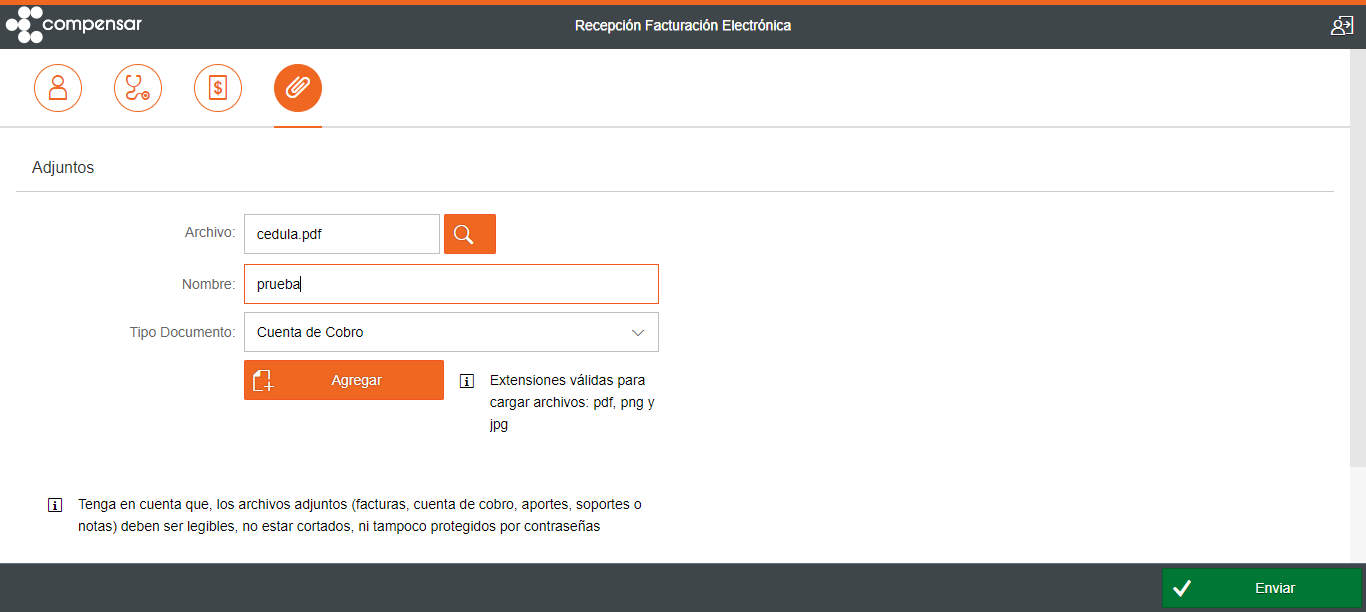 compensar
Recepción Facturación Electrónica
$
Adjuntos
Archivo:
cedula.pdf
Nombre:
prueba
Tipo Documento:
Cuenta de Cobro
Agregar
Extensiones válidas para
cargar archivos: pdf, png y
jpg
Tenga en cuenta que, los archivos adjuntos (facturas, cuenta de cobro, aportes, soportes o
notas) deben ser legibles, no estar cortados, ni tampoco protegidos por contraseñas
Enviar